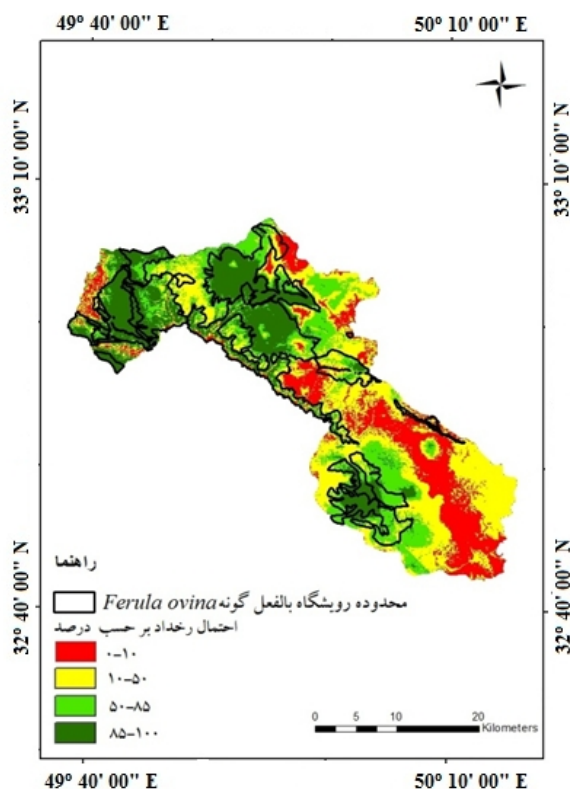 49° 40' 00" E
50° 10' 00" E
33° 10' 00" N
33° 10' 00" N
32° 40' 00" N
32° 40' 00" N
راهنما
محدوده رویشگاه بالفعل گونه Ferula ovina
احتمال رخداد بر حسب درصد
۰-۱۰
۱۰-۵۰
۵۰-۸۵
۸۵-۱۰۰
0 5 10 20
Kilometers
49° 40' 00" E
50° 10' 00" E